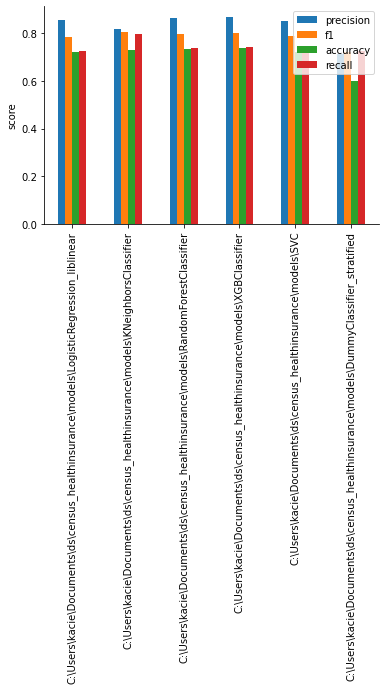 precision
f1
accuracy
recall
score
0.8
0.6
0.4
0.2
0.0
C:\Users\kacie\Documents\ds\census_healthinsurance\models\LogisticRegression_liblinear
C:\Users\kacie\Documents\ds\census_healthinsurance\models\KNeighborsClassifier
C:\Users\kacie\Documents\ds\census_healthinsurance\models\RandomForestClassifier
C:\Users\kacie\Documents\ds\census_healthinsurance\models\XGBClassifier
C:\Users\kacie\Documents\ds\census_healthinsurance\models\SVC
C:\Users\kacie\Documents\ds\census_healthinsurance\models\DummyClassifier_stratified